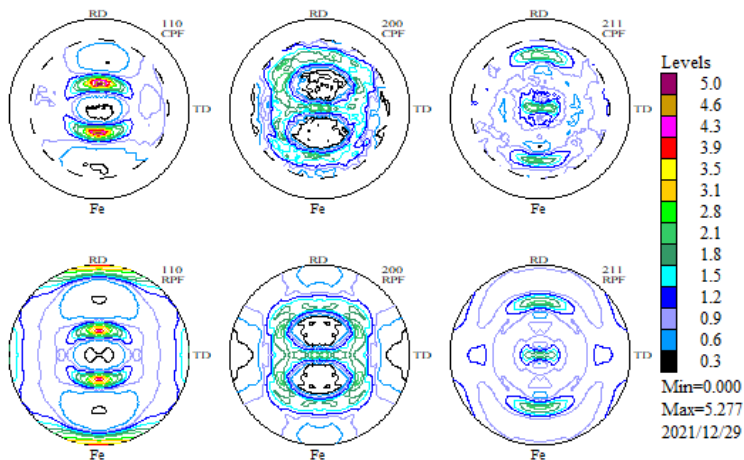 RD
110
CPF
TD
Fe
RD
200
CPF
TD
Fe
RD
211
CPF
TD
Fe
RD
110
RPF
TD
Fe
RD
200
RPF
TD
Fe
RD
211
RPF
TD
Fe
Levels
5.0
4.6
4.3
3.9
3.5
3.1
2.8
2.1
1.8
1.5
1.2
0.9
0.6
0.3
Min=0.000
Max=5.277
2021/12/29